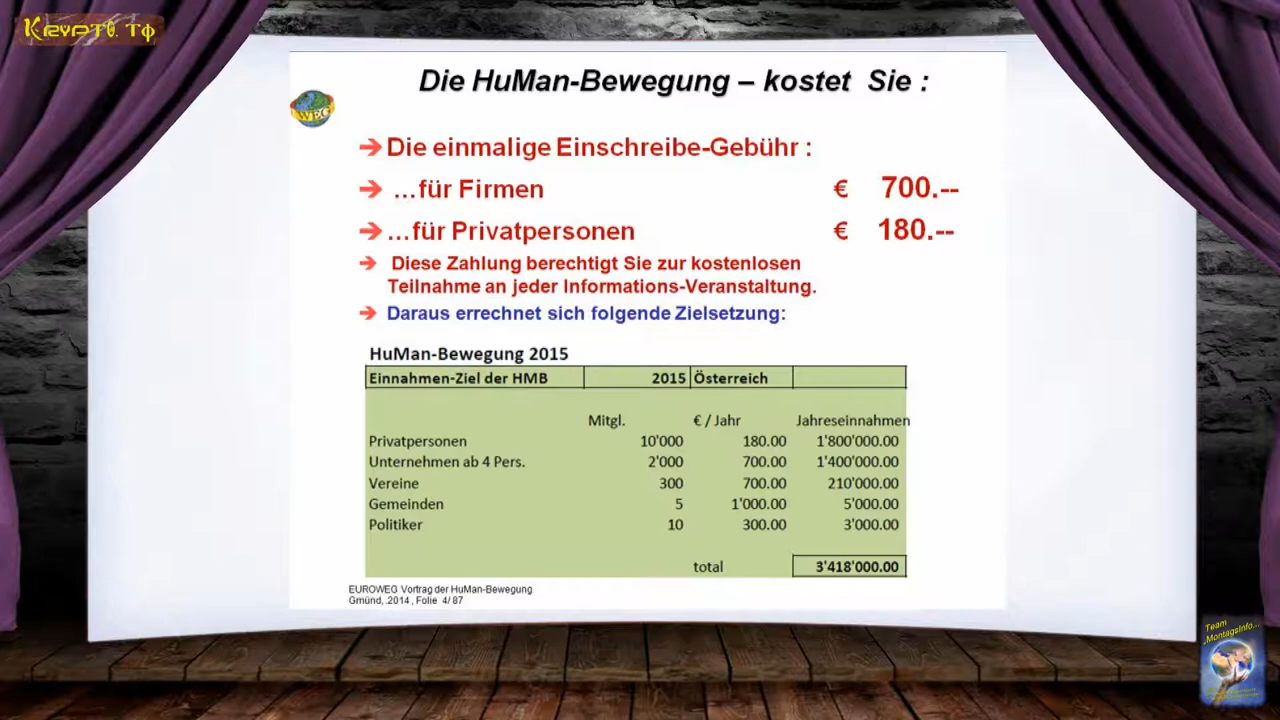 Krypt0.Tф
Die HuMan-Bewegung – kostet Sie :
WEG
➔ Die einmalige Einschreibe-Gebühr :
➔ …für Firmen € 700.--
➔ …für Privatpersonen € 180.--
➔ Diese Zahlung berechtigt Sie zur kostenlosen
Teilnahme an jeder Informations-Veranstaltung.
➔ Daraus errechnet sich folgende Zielsetzung:
HuMan-Bewegung 2015
Einnahmen-Ziel der HMB 2015 Österreich
Mitgl. € / Jahr Jahreseinnahmen
Privatpersonen 10'000 180.00 1'800'000.00
Unternehmen ab 4 Pers. 2'000 700.00 1'400'000.00
Vereine 300 700.00 210'000.00
Gemeinden 5 1'000.00 5'000.00
Politiker 10 300.00 3'000.00
total 3'418'000.00
EUROWEG Vortrag der HuMan-Bewegung
Gmünd, .2014 , Folie 4/ 87
Team
„MontagsInfo...